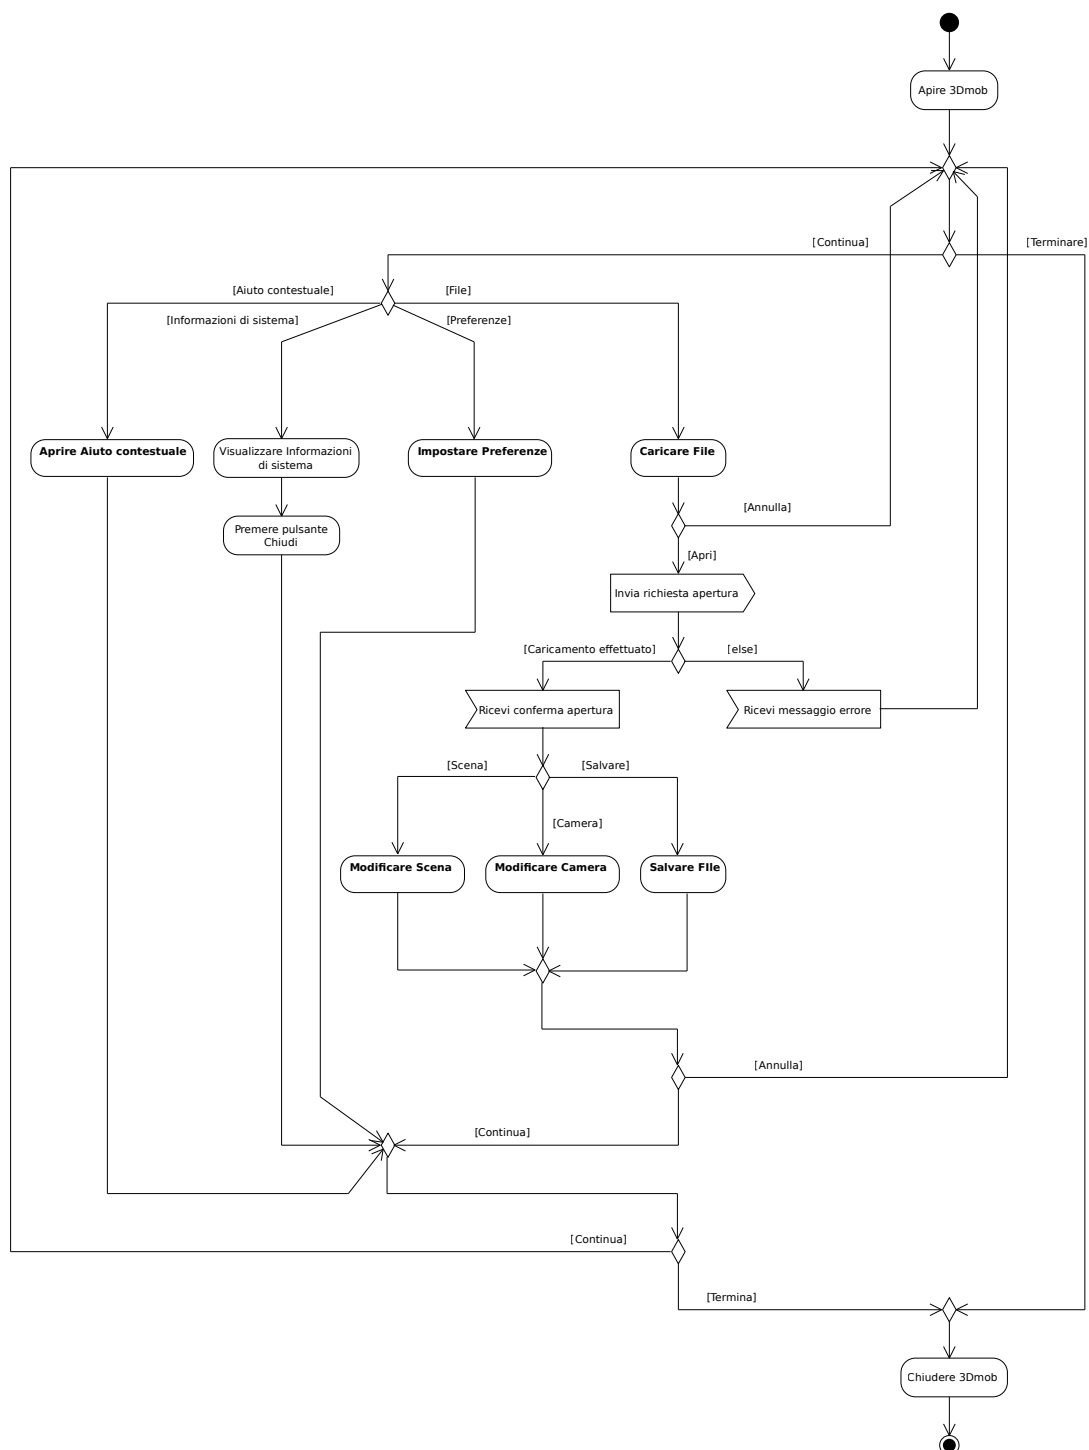 Apire 3Dmob
[Continua]
[Terminare]
[Aiuto contestuale]
[File]
[Informazioni di sistema]
[Preferenze]
Aprire Aiuto contestuale
Visualizzare Informazioni
di sistema
Impostare Preferenze
Caricare File
[Annulla]
Premere pulsante
Chiudi
[Apri]
Invia richiesta apertura
[Caricamento effettuato]
[else]
Ricevi conferma apertura
Ricevi messaggio errore
[Scena]
[Salvare]
[Camera]
Modificare Scena
Modificare Camera
Salvare FIle
[Annulla]
[Continua]
[Continua]
[Termina]
Chiudere 3Dmob